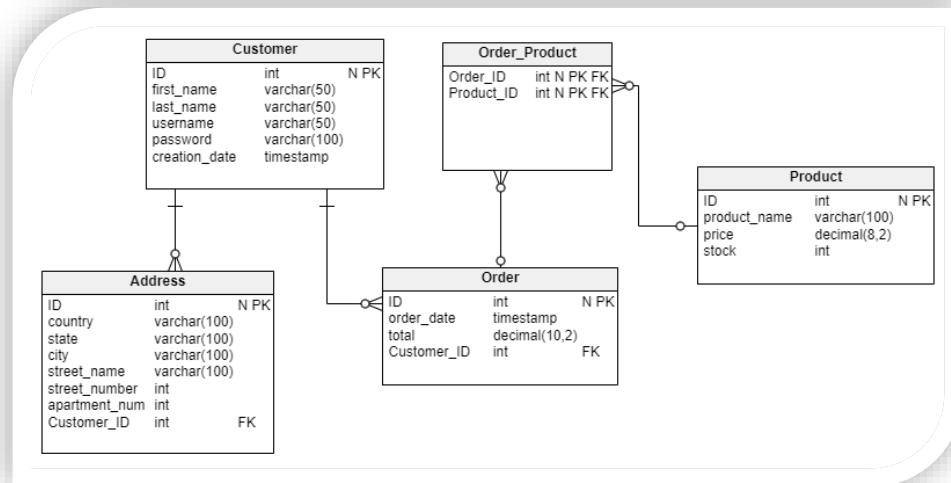 Customer
ID int N PK
first_name varchar(50)
last_name varchar(50)
username varchar(50)
password varchar(100)
creation_date timestamp
Order_Product
Order_ID int N PK FK
Product_ID int N PK FK
Product
ID int N PK
product_name varchar(100)
price decimal(8,2)
stock int
Address
ID int N PK
country varchar(100)
state varchar(100)
city varchar(100)
street_name varchar(100)
street_number int
apartment_num int
Customer_ID int FK
Order
ID int N PK
order_date timestamp
total decimal(10,2)
Customer_ID int FK